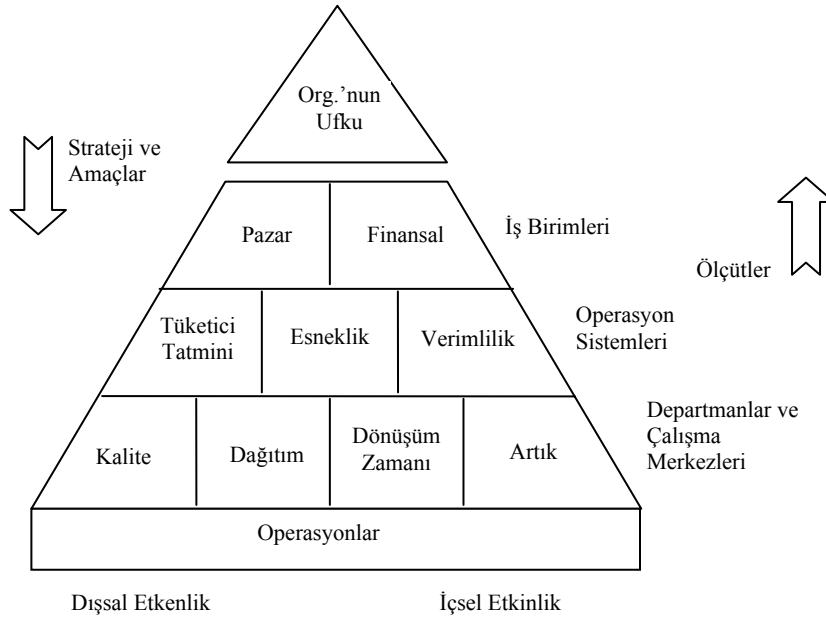 Org.’nun
Ufku
Strateji ve
Amaçlar
Pazar
Finansal
İş Birimleri
Ölçütler
Tüketici
Tatmini
Esneklik
Verimlilik
Operasyon
Sistemleri
Kalite
Dağıtım
Dönüşüm
Zamanı
Artık
Departmanlar ve
Çalışma
Merkezleri
Operasyonlar
Dışsal Etkenlik
İçsel Etkinlik